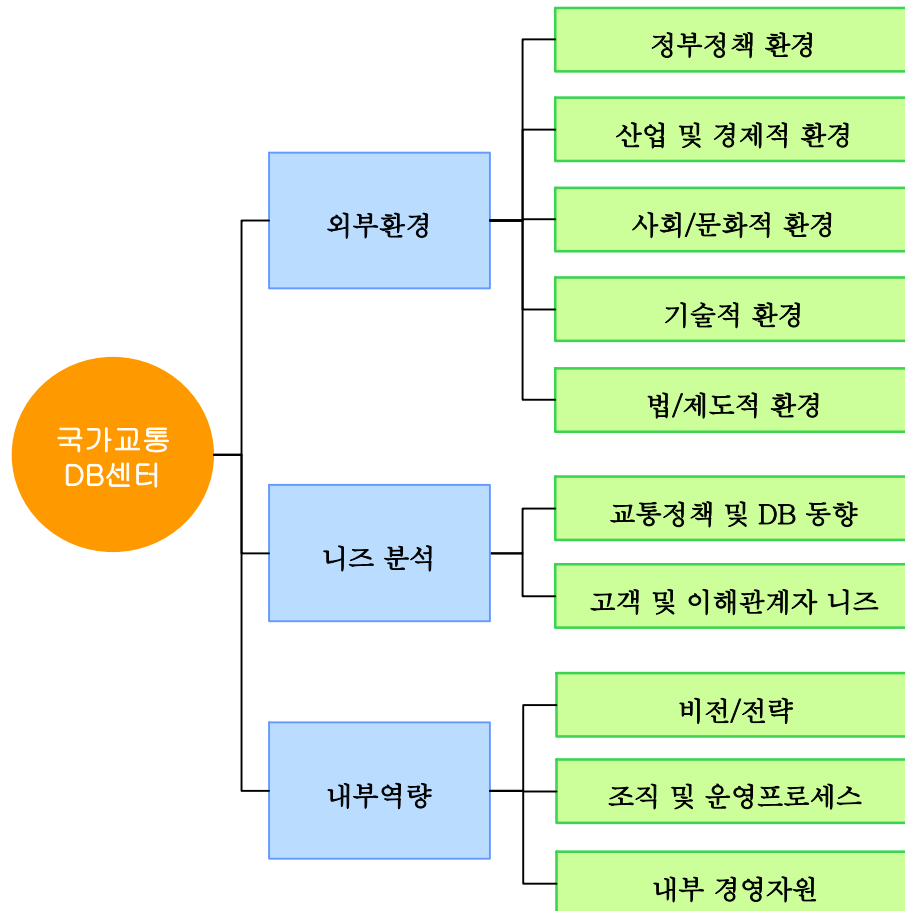 정부정책 환경
산업 및 경제적 환경
외부환경
사회/문화적 환경
기술적 환경
법/제도적 환경
국가교통
DB센터
교통정책 및 DB 동향
니즈 분석
고객 및 이해관계자 니즈
비전/전략
내부역량
조직 및 운영프로세스
내부 경영자원